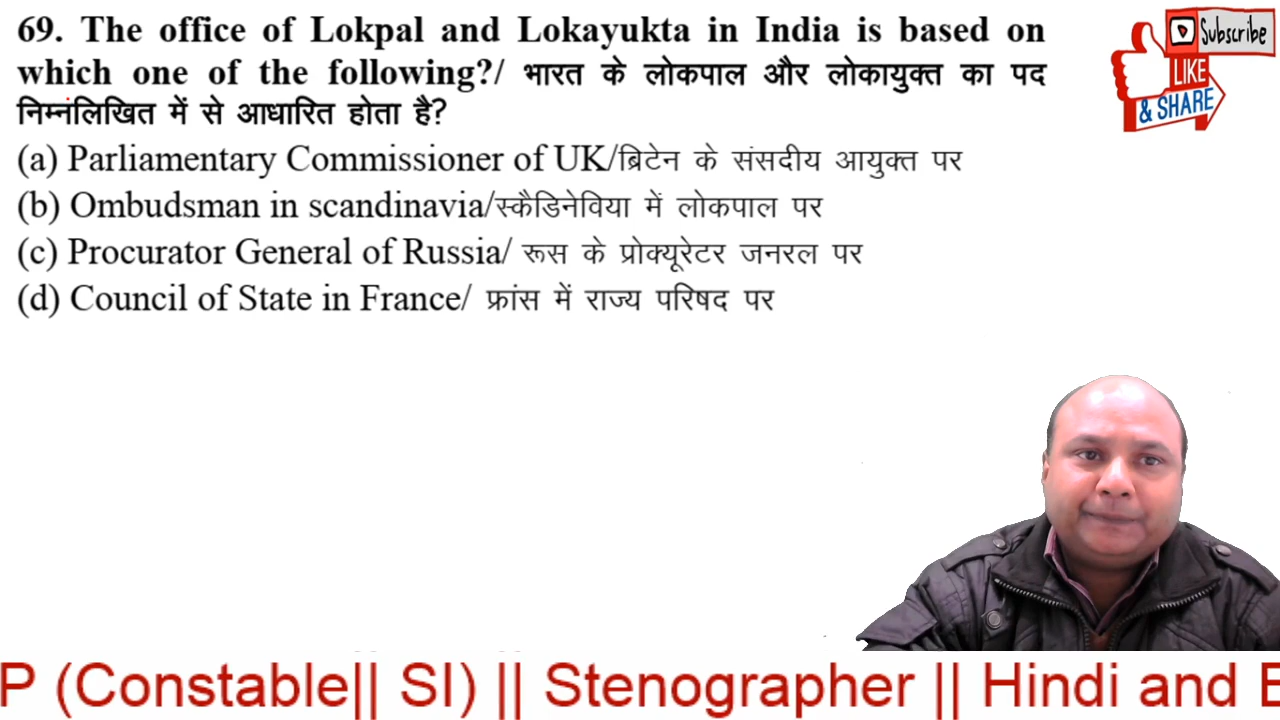 69. The office of Lokpal and Lokayukta in India is based on
which one of the following?/ भारत के लोकपाल और लोकायुक्त का पद
निम्नंलिखित में से आधारित होता है?
(a) Parliamentary Commissioner of UK/ब्रिटेन के संसदीय आयुक्त पर
(b) Ombudsman in scandinavia/स्कैडिनेविया में लोकपाल पर
(c) Procurator General of Russia/ रूस के प्रोक्यूरेटर जनरल पर
(d) Council of State in France/ फ्रांस में राज्य परिषद पर
Subscribe
LIKE
& SHARE
P (Constable|| SI) || Stenographer || Hindi and E